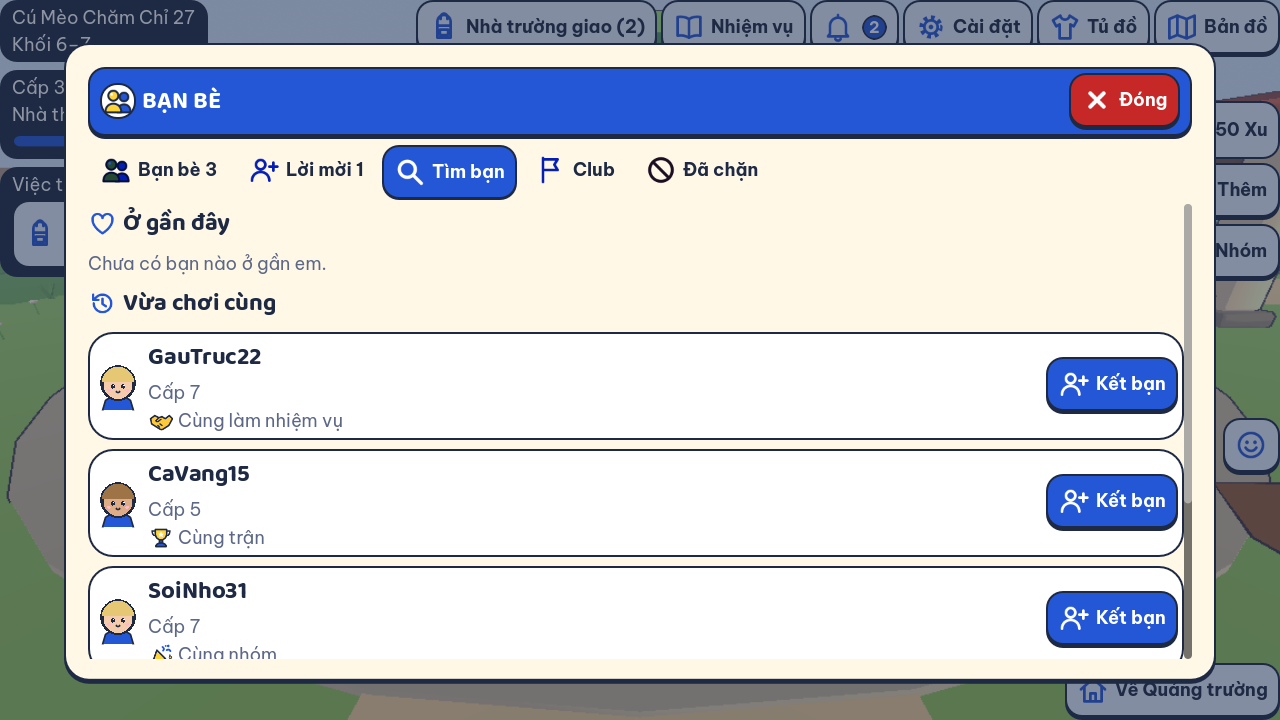 Cú Mèo Chăm Chỉ 27
Khối 6–7
Nhà trường giao (2)
Nhiệm vụ
2
Cài đặt
Tủ đồ
Bản đồ
Cấp 3
Nhà
Việc
50 Xu
Thêm
Nhóm
BẠN BÈ
Đóng
Bạn bè 3
Lời mời 1
Tìm bạn
Club
Đã chặn
Ở gần đây
Chưa có bạn nào ở gần em.
Vừa chơi cùng
GauTruc22
Cấp 7
Cùng làm nhiệm vụ
Kết bạn
CaVang15
Cấp 5
Cùng trận
Kết bạn
SoiNho31
Cấp 7
Cùng nhóm
Kết bạn
Về Quảng trường